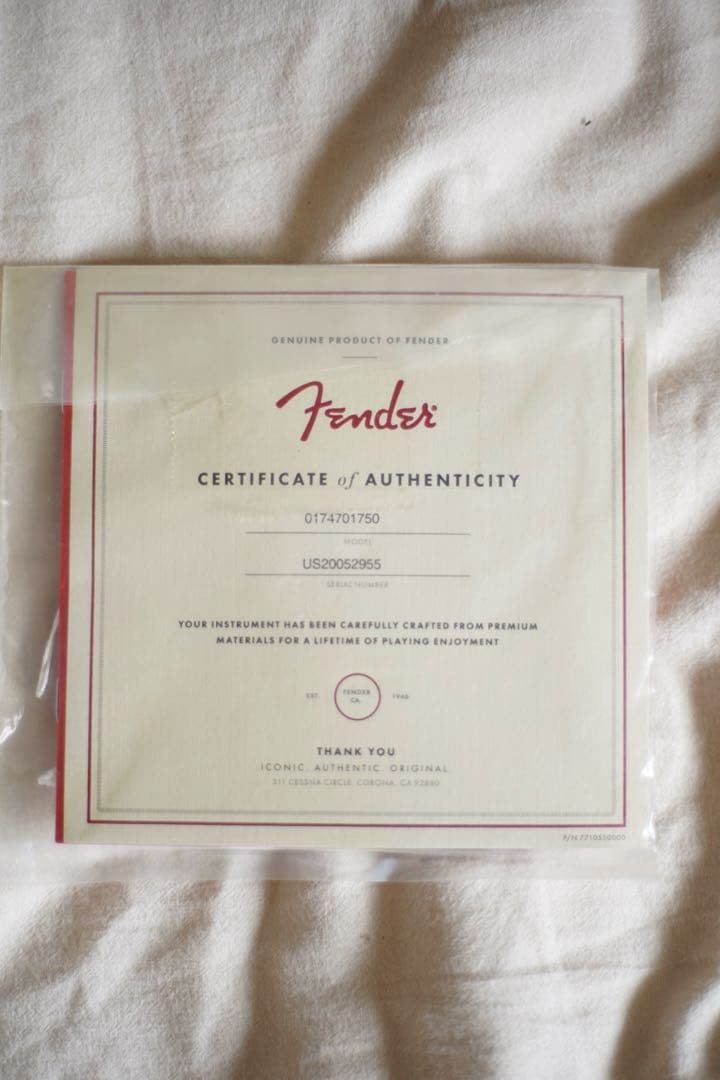 GENUINE PRODUCT OF FENDER
Fender
CERTIFICATE of AUTHENTICITY
0174701750
MODEL
US20052955
SERIAL NUMBER
YOUR INSTRUMENT HAS BEEN CAREFULLY CRAFTED FROM PREMIUM
MATERIALS FOR A LIFETIME OF PLAYING ENJOYMENT
EST. FENDER CA. 1946
THANK YOU
ICONIC. AUTHENTIC. ORIGINAL.
311 CESSNA CIRCLE, CORONA, CA 92880
P/N 7710550000